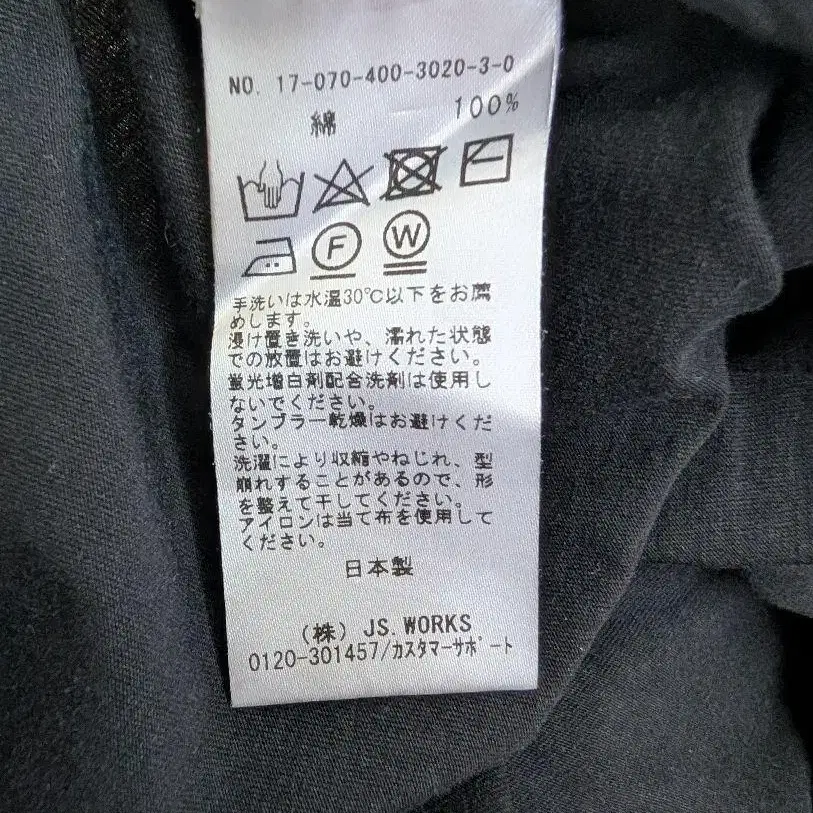 NO. 17-070-400-3020-3-0
綿 100%
F W
手洗いは水温30℃以下をお薦
めします。
浸け置き洗いや、濡れた状態
での放置はお避けください。
蛍光増白剤配合洗剤は使用し
ないでください。
タンブラー乾燥はお避けくだ
さい。
洗濯により収縮やねじれ、型
崩れすることがあるので、形
を整えて干してください。
アイロンは当て布を使用して
ください。
日本製
(株) JS.WORKS
0120-301457/カスタマーサポート